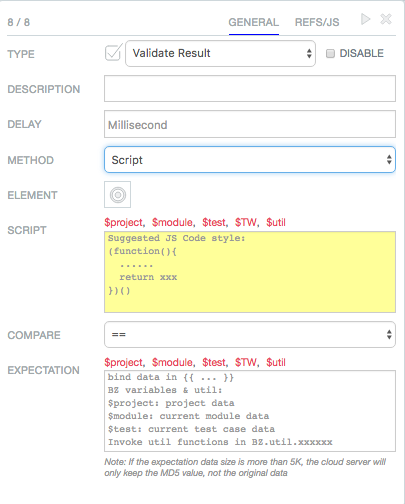 8 / 8 GENERAL REFS/JS
TYPE Validate Result DISABLE
DESCRIPTION
DELAY Millisecond
METHOD Script
ELEMENT
$project, $module, $test, $TW, $util
SCRIPT
Suggested JS Code style:
(function(){
......
return xxx
})()
COMPARE ==
$project, $module, $test, $TW, $util
EXPECTATION
bind data in {{ ... }}
BZ variables & util:
$project: project data
$module: current module data
$test: current test case data
Invoke util functions in BZ.util.xxxxxx
Note: If the expectation data size is more than 5K, the cloud server will
only keep the MD5 value, not the original data